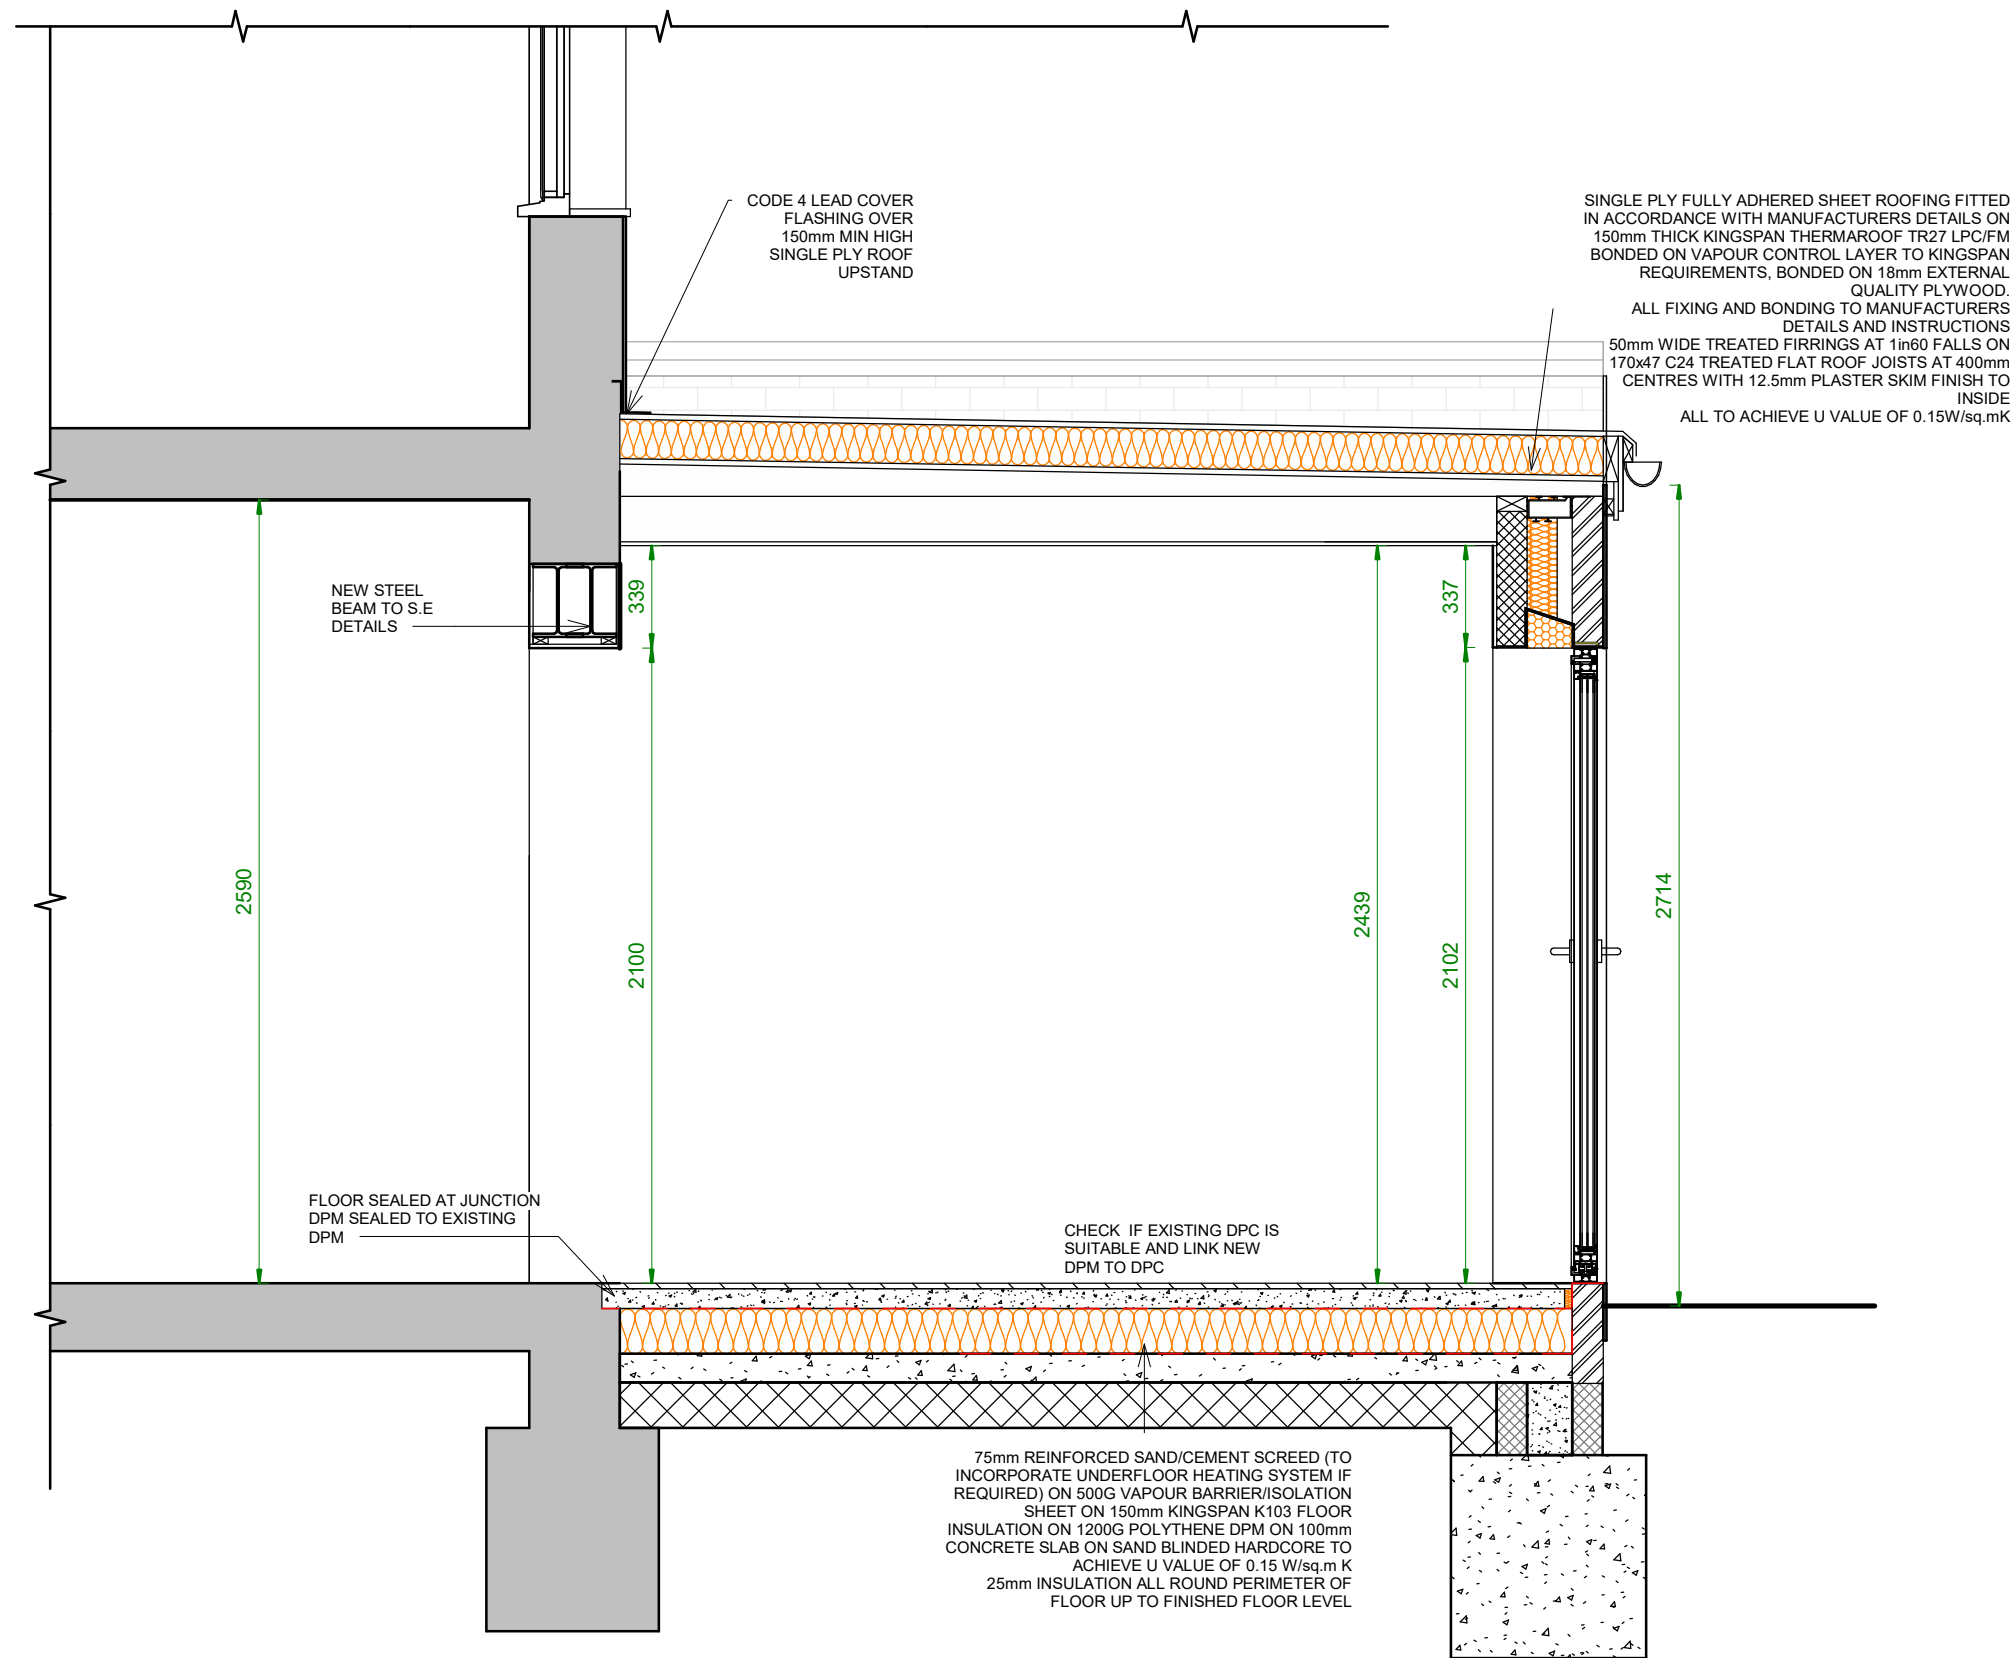 CODE 4 LEAD COVER
FLASHING OVER
150mm MIN HIGH
SINGLE PLY ROOF
UPSTAND
SINGLE PLY FULLY ADHERED SHEET ROOFING FITTED
IN ACCORDANCE WITH MANUFACTURERS DETAILS ON
150mm THICK KINGSPAN THERMAROOF TR27 LPC/FM
BONDED ON VAPOUR CONTROL LAYER TO KINGSPAN
REQUIREMENTS, BONDED ON 18mm EXTERNAL
QUALITY PLYWOOD.
ALL FIXING AND BONDING TO MANUFACTURERS
DETAILS AND INSTRUCTIONS
50mm WIDE TREATED FIRRINGS AT 1in60 FALLS ON
170x47 C24 TREATED FLAT ROOF JOISTS AT 400mm
CENTRES WITH 12.5mm PLASTER SKIM FINISH TO
INSIDE
ALL TO ACHIEVE U VALUE OF 0.15W/sq.mK
NEW STEEL
BEAM TO S.E
DETAILS
339
337
2590
2100
2439
2102
2714
FLOOR SEALED AT JUNCTION
DPM SEALED TO EXISTING
DPM
CHECK IF EXISTING DPC IS
SUITABLE AND LINK NEW
DPM TO DPC
75mm REINFORCED SAND/CEMENT SCREED (TO
INCORPORATE UNDERFLOOR HEATING SYSTEM IF
REQUIRED) ON 500G VAPOUR BARRIER/ISOLATION
SHEET ON 150mm KINGSPAN K103 FLOOR
INSULATION ON 1200G POLYTHENE DPM ON 100mm
CONCRETE SLAB ON SAND BLINDED HARDCORE TO
ACHIEVE U VALUE OF 0.15 W/sq.m K
25mm INSULATION ALL ROUND PERIMETER OF
FLOOR UP TO FINISHED FLOOR LEVEL